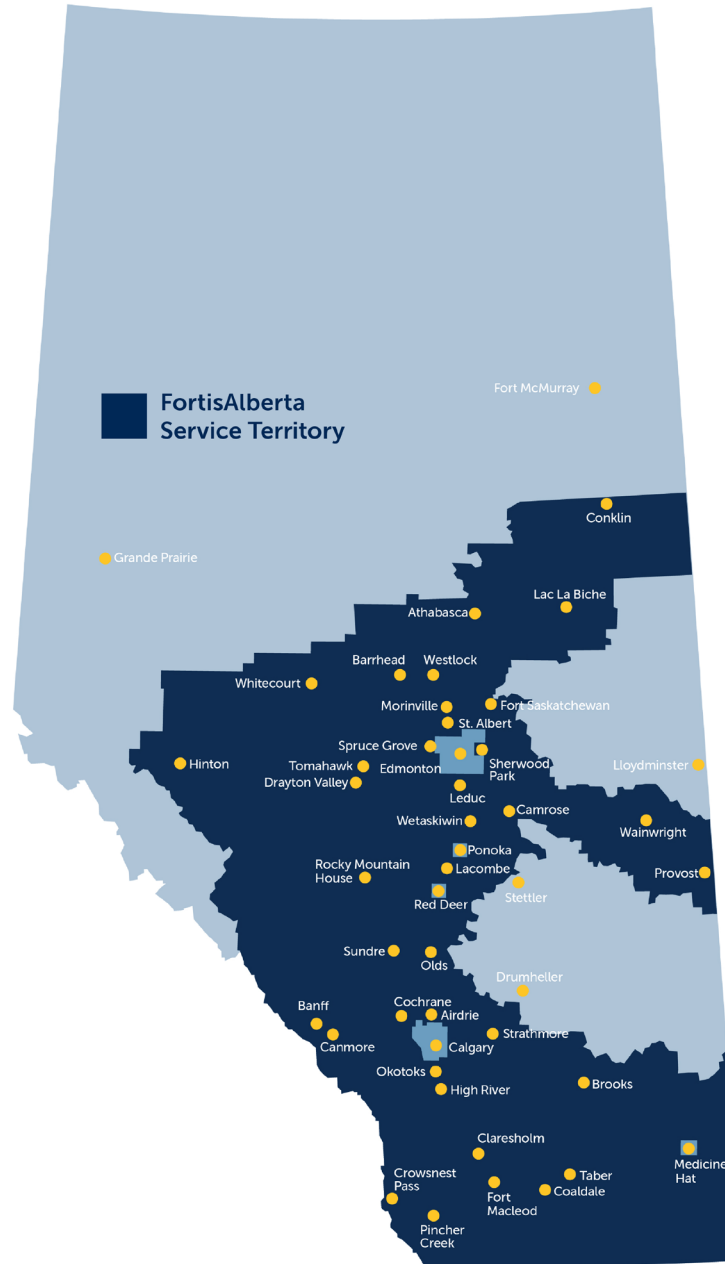 Fort McMurray
FortisAlberta
Service Territory
Conklin
Grande Prairie
Lac La Biche
Athabasca
Barrhead
Westlock
Whitecourt
Morinville
Fort Saskatchewan
St. Albert
Spruce Grove
Hinton
Tomahawk
Edmonton
Sherwood
Park
Lloydminster
Drayton Valley
Leduc
Camrose
Wetaskiwin
Wainwright
Ponoka
Rocky Mountain
House
Lacombe
Provost
Red Deer
Stettler
Sundre
Olds
Drumheller
Banff
Cochrane
Airdrie
Canmore
Strathmore
Calgary
Okotoks
High River
Brooks
Claresholm
Medicine
Hat
Crowsnest
Pass
Taber
Fort
Macleod
Coaldale
Pincher
Creek